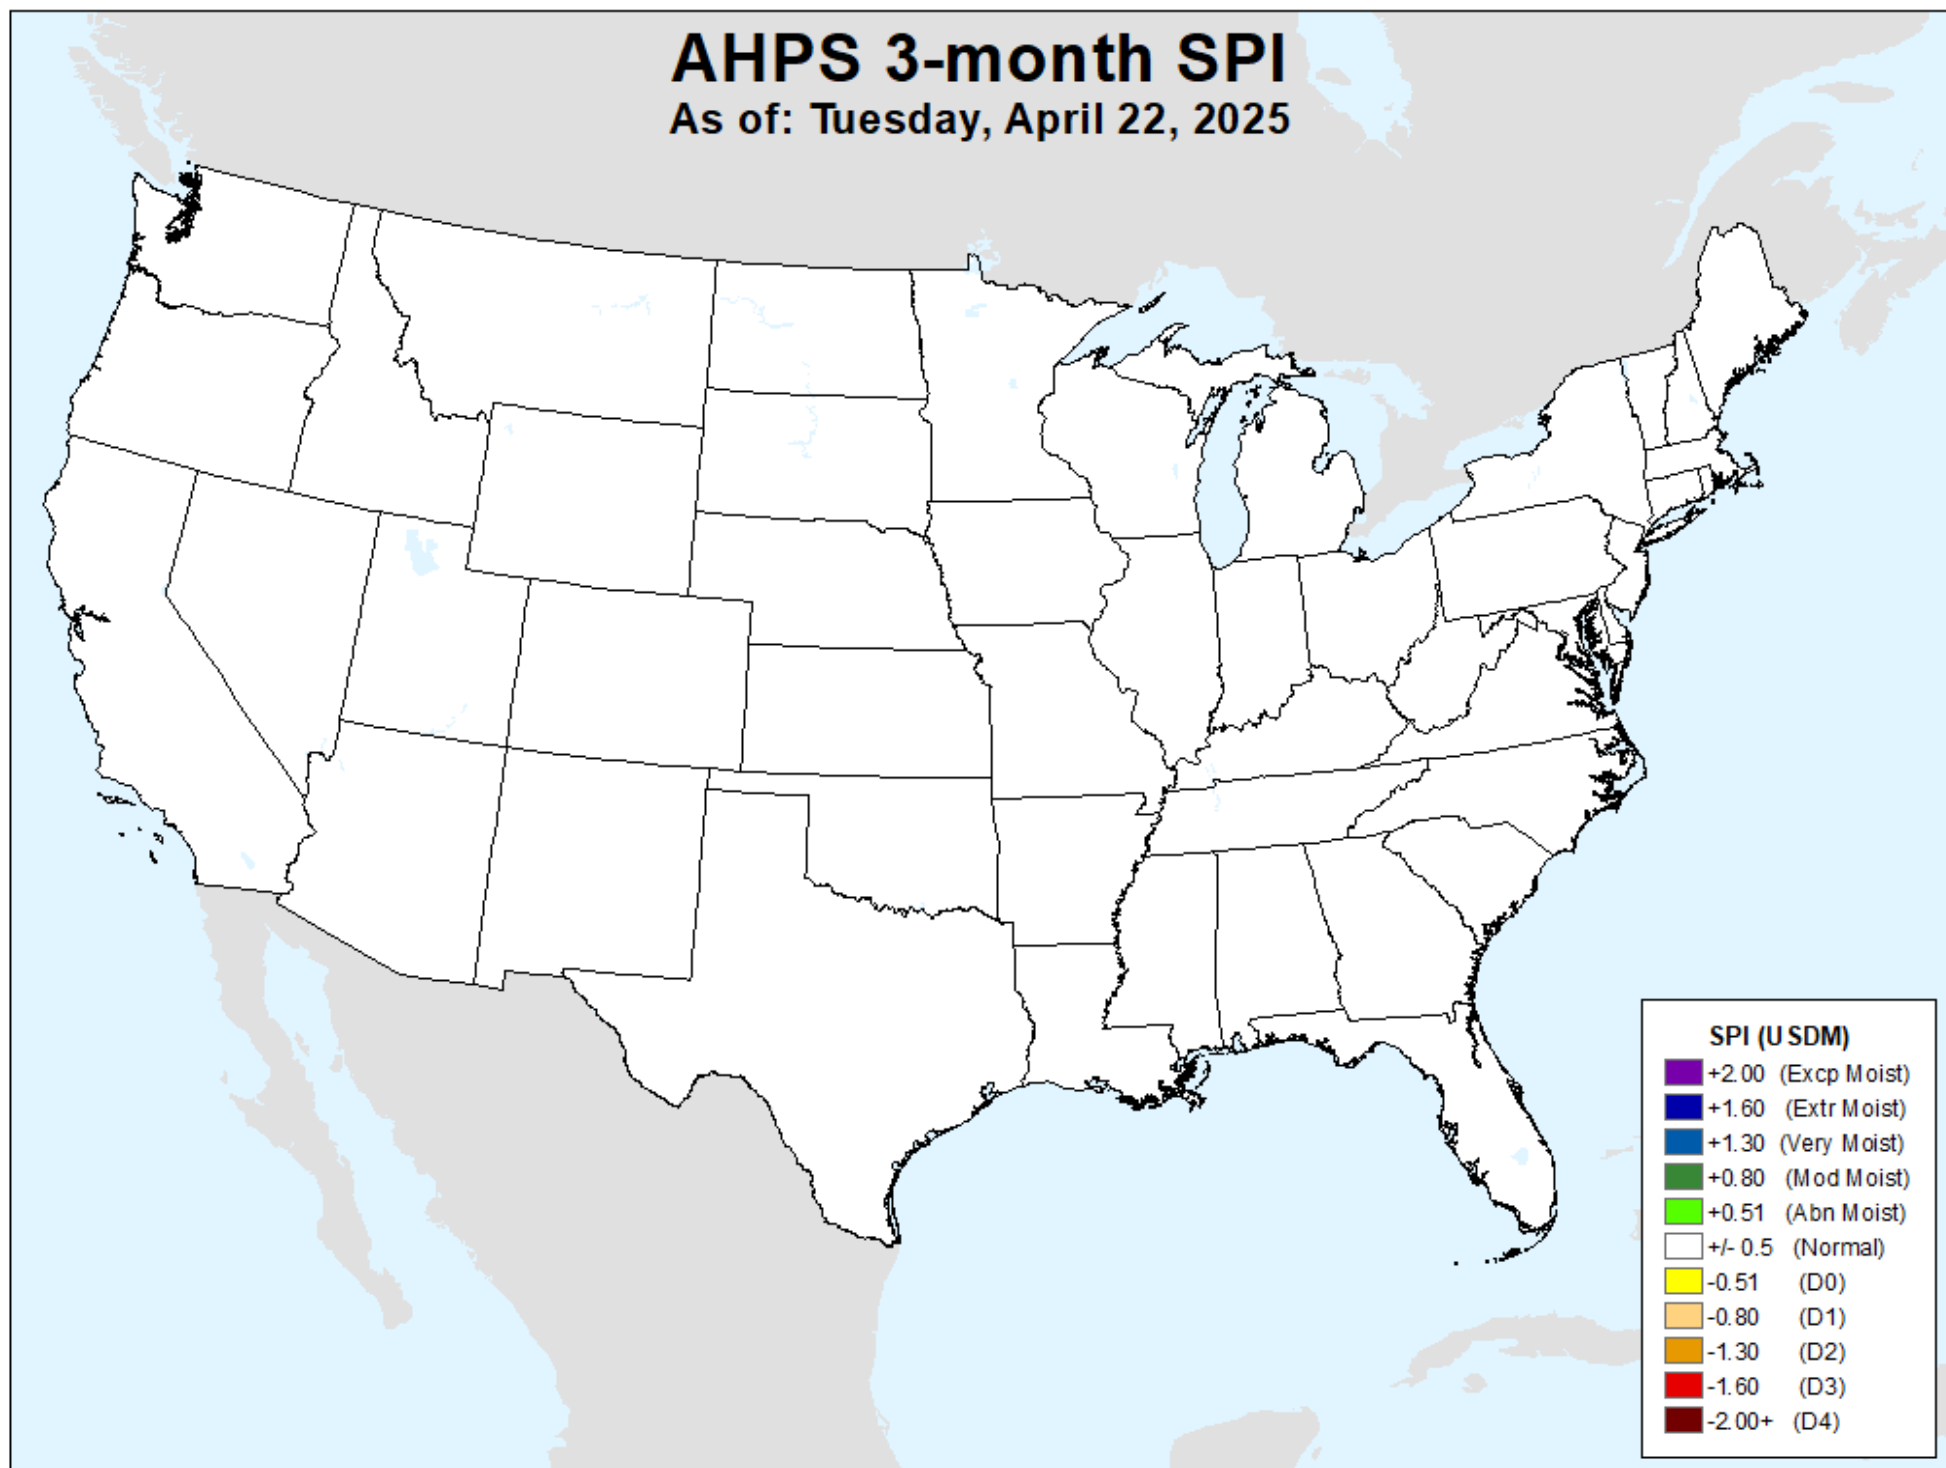 AHPS 3-month SPI
As of: Tuesday, April 22, 2025
SPI (USDM)
+2.00 (Excp Moist)
+1.60 (Extr Moist)
+1.30 (Very Moist)
+0.80 (Mod Moist)
+0.51 (Abn Moist)
+/- 0.5 (Normal)
-0.51 (D0)
-0.80 (D1)
-1.30 (D2)
-1.60 (D3)
-2.00+ (D4)